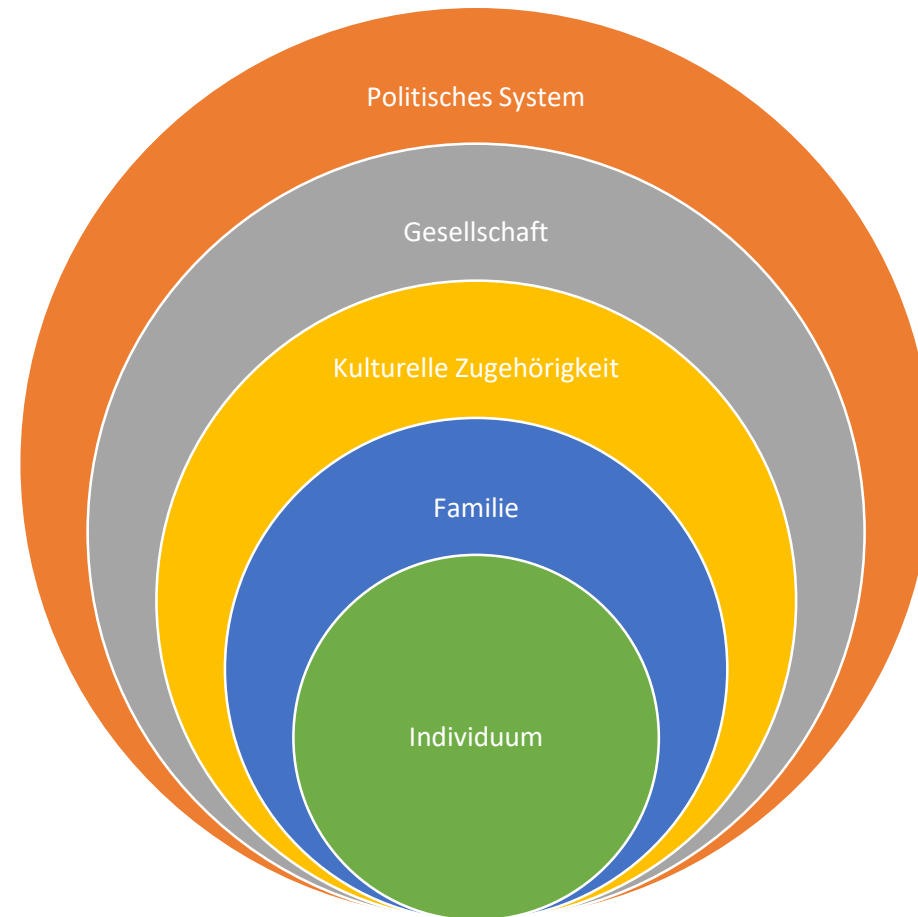 Politisches System
Gesellschaft
Kulturelle Zugehörigkeit
Familie
Individuum